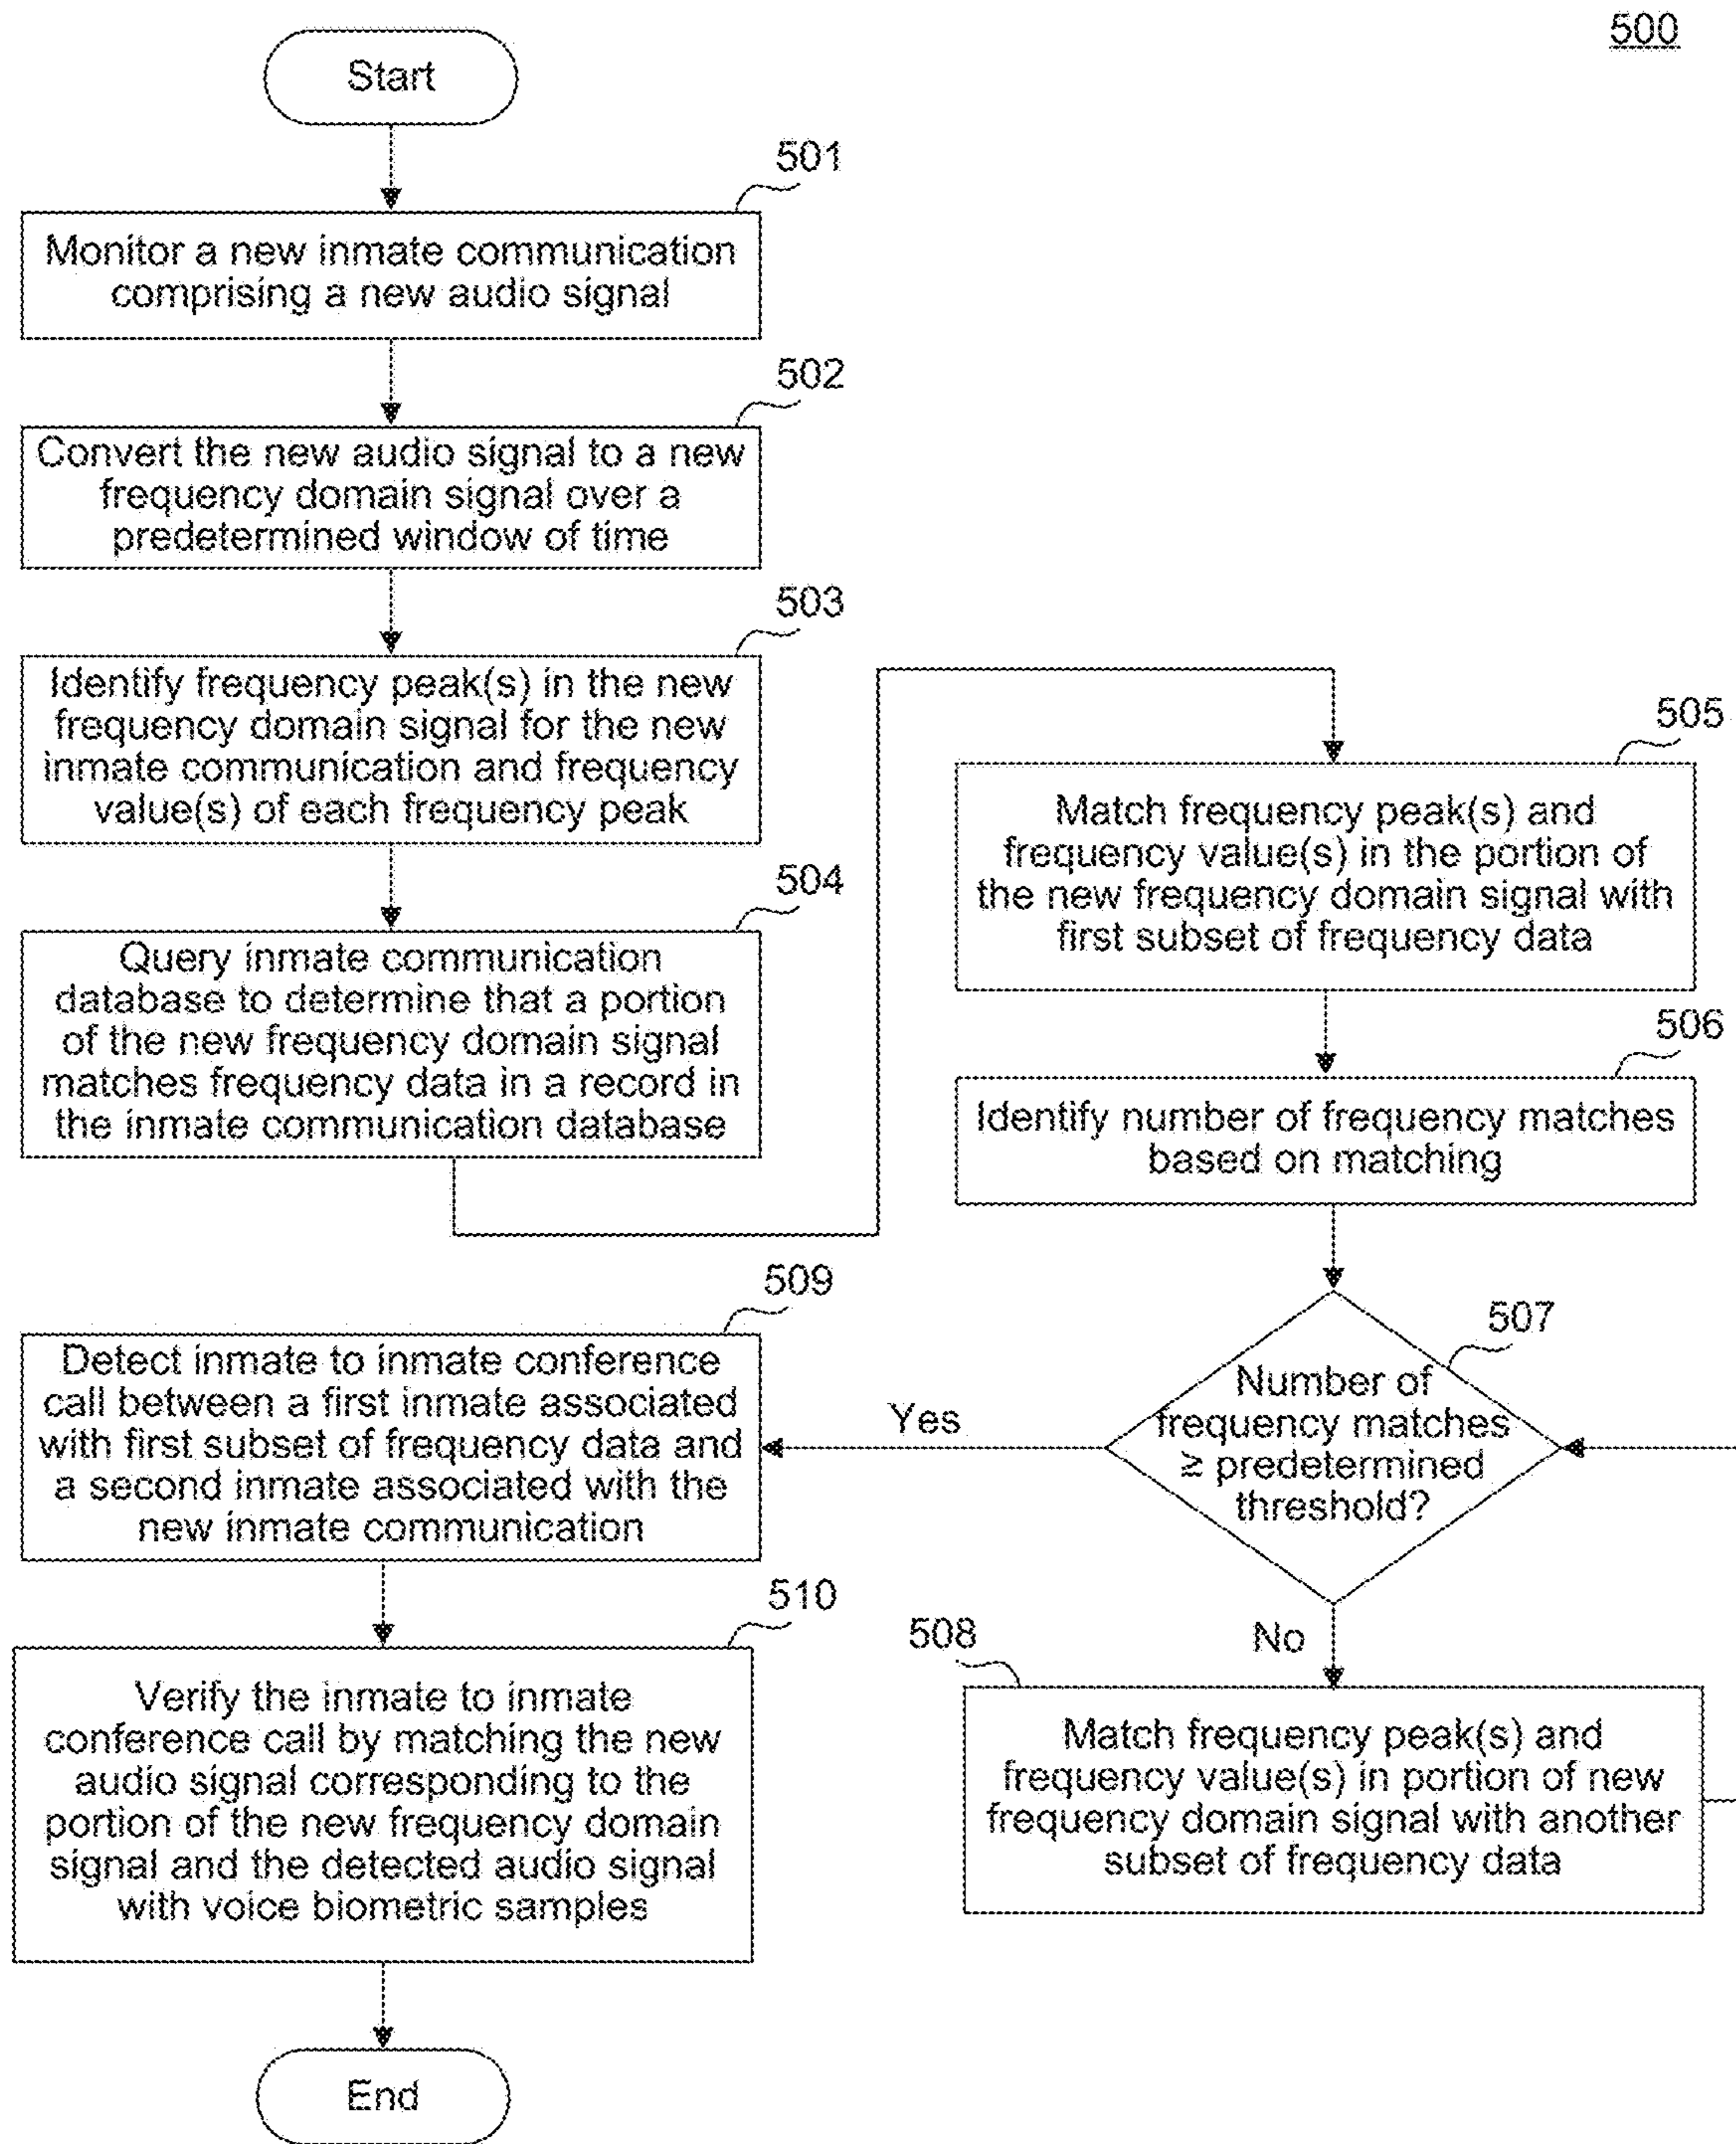 500
Start
501
Monitor a new inmate communication
comprising a new audio signal
502
Convert the new audio signal to a new
frequency domain signal over a
predetermined window of time
503
Identify frequency peak(s) in the new
frequency domain signal for the new
inmate communication and frequency
value(s) of each frequency peak
504
Query inmate communication
database to determine that a portion
of the new frequency domain signal
matches frequency data in a record in
the inmate communication database
505
Match frequency peak(s) and
frequency value(s) in the portion of
the new frequency domain signal with
first subset of frequency data
506
Identify number of frequency matches
based on matching
507
Number of
frequency matches
≥ predetermined
threshold?
Yes
No
508
Match frequency peak(s) and
frequency value(s) in portion of new
frequency domain signal with another
subset of frequency data
509
Detect inmate to inmate conference
call between a first inmate associated
with first subset of frequency data and
a second inmate associated with the
new inmate communication
510
Verify the inmate to inmate
conference call by matching the new
audio signal corresponding to the
portion of the new frequency domain
signal and the detected audio signal
with voice biometric samples
End